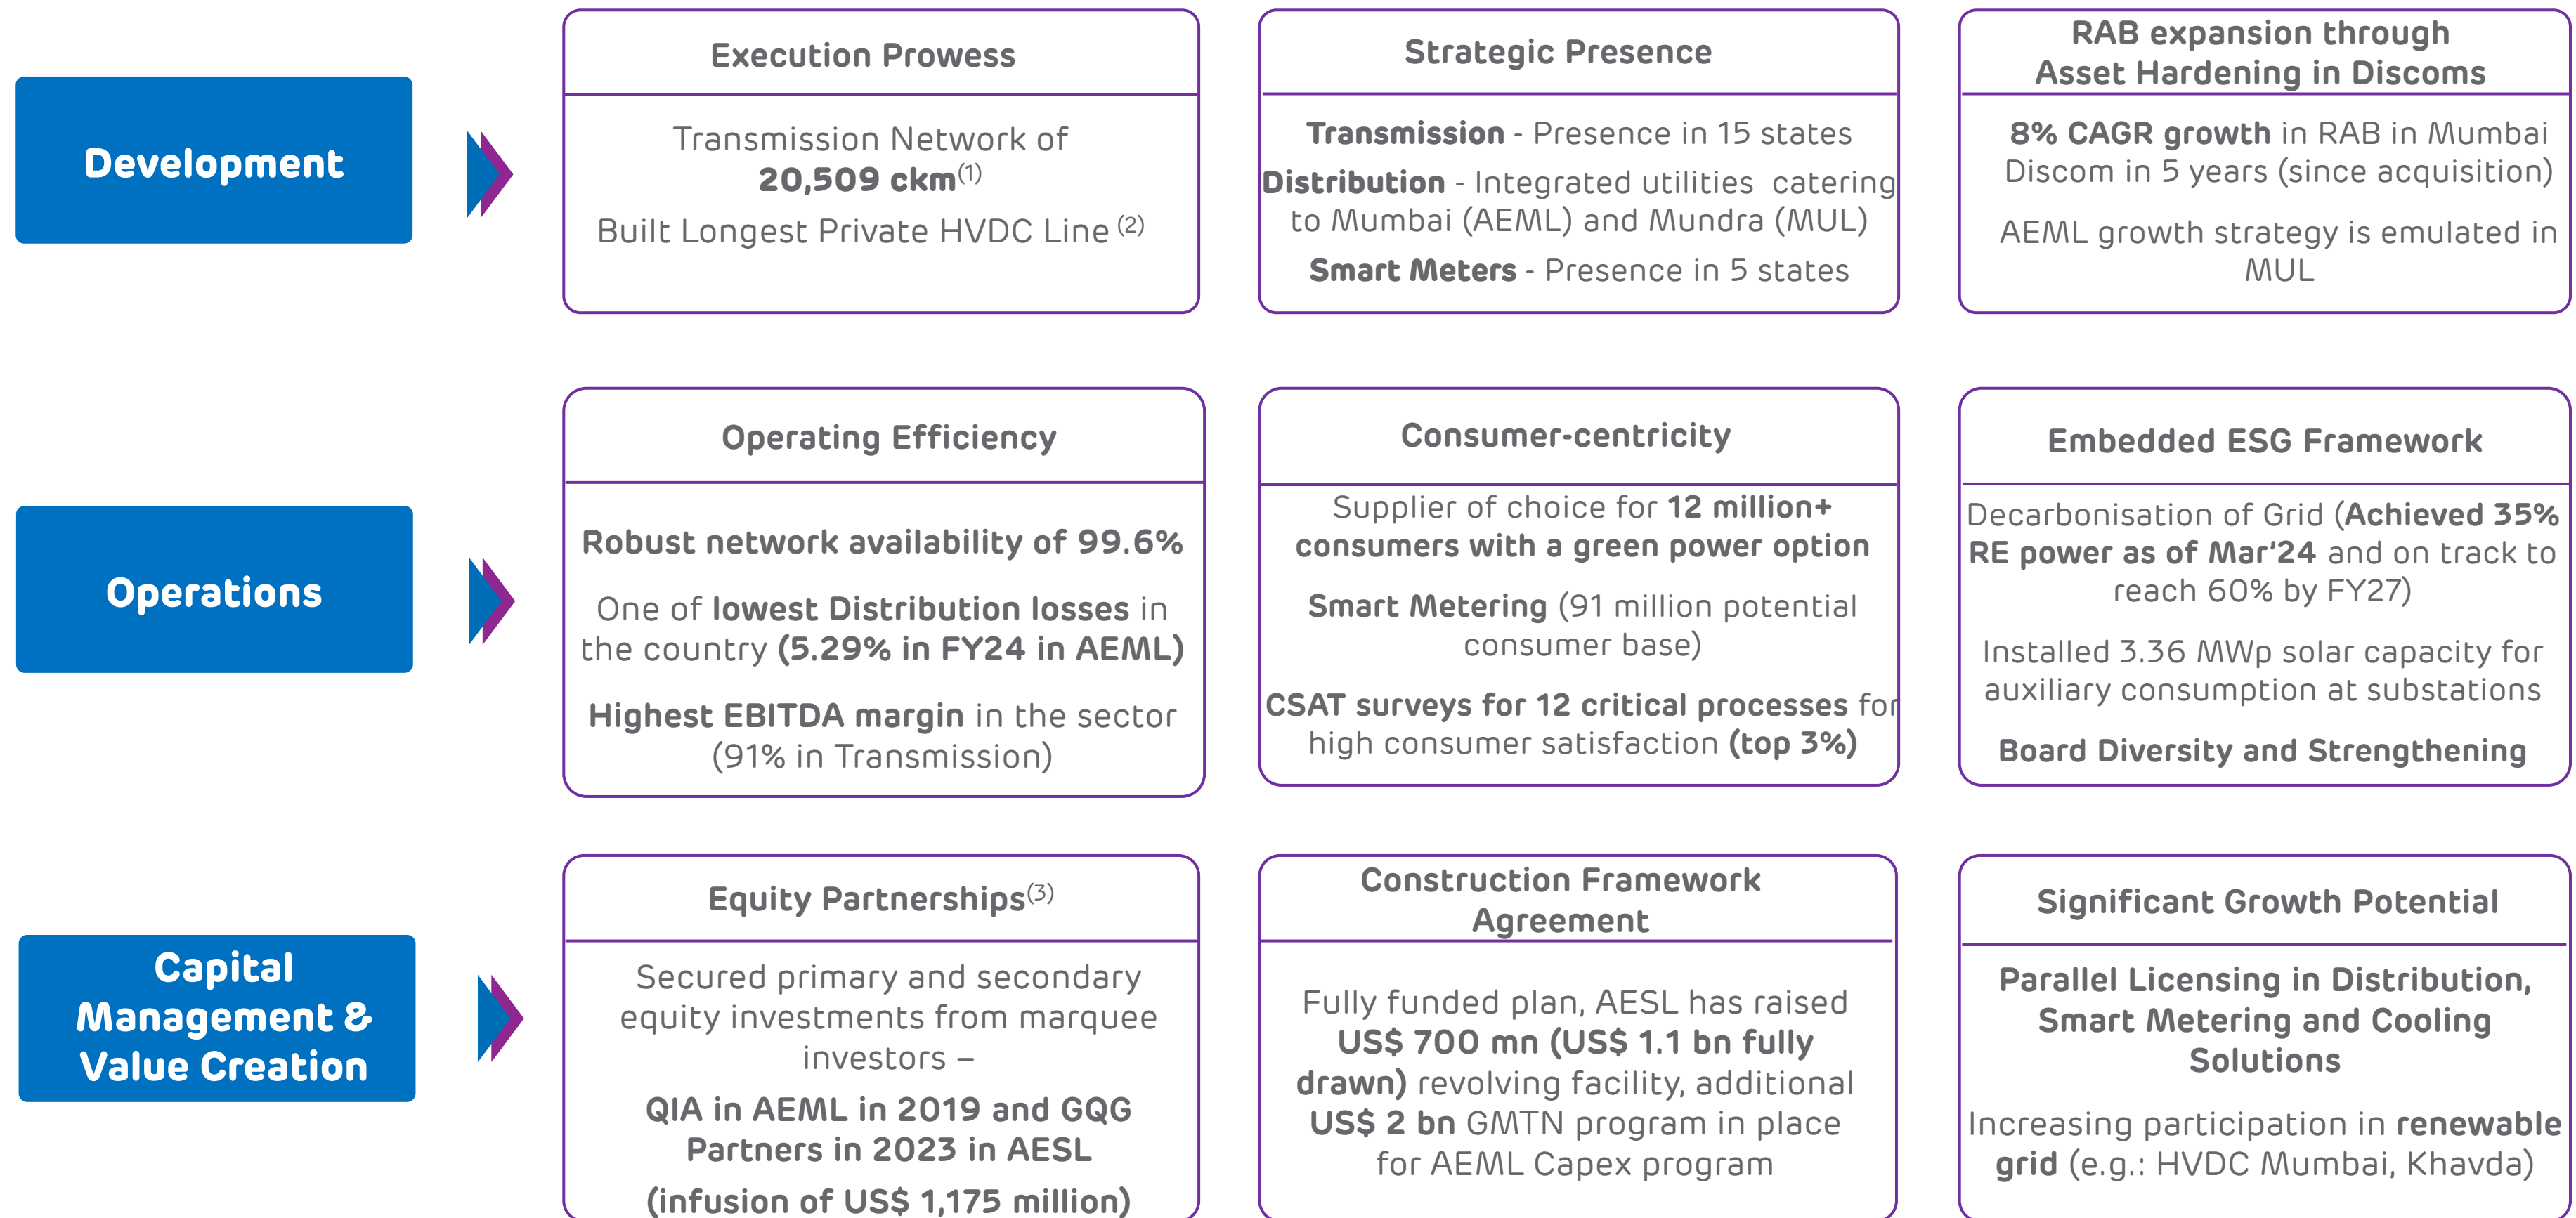 Development
Execution Prowess
Transmission Network of
20,509 ckm(1)
Built Longest Private HVDC Line (2)
Strategic Presence
Transmission - Presence in 15 states
Distribution - Integrated utilities catering
to Mumbai (AEML) and Mundra (MUL)
Smart Meters - Presence in 5 states
RAB expansion through
Asset Hardening in Discoms
8% CAGR growth in RAB in Mumbai
Discom in 5 years (since acquisition)
AEML growth strategy is emulated in
MUL
Operations
Operating Efficiency
Robust network availability of 99.6%
One of lowest Distribution losses in
the country (5.29% in FY24 in AEML)
Highest EBITDA margin in the sector
(91% in Transmission)
Consumer-centricity
Supplier of choice for 12 million+
consumers with a green power option
Smart Metering (91 million potential
consumer base)
CSAT surveys for 12 critical processes for
high consumer satisfaction (top 3%)
Embedded ESG Framework
Decarbonisation of Grid (Achieved 35%
RE power as of Mar'24 and on track to
reach 60% by FY27)
Installed 3.36 MWp solar capacity for
auxiliary consumption at substations
Board Diversity and Strengthening
Capital
Management &
Value Creation
Equity Partnerships(3)
Secured primary and secondary
equity investments from marquee
investors –
QIA in AEML in 2019 and GQG
Partners in 2023 in AESL
(infusion of US$ 1,175 million)
Construction Framework
Agreement
Fully funded plan, AESL has raised
US$ 700 mn (US$ 1.1 bn fully
drawn) revolving facility, additional
US$ 2 bn GMTN program in place
for AEML Capex program
Significant Growth Potential
Parallel Licensing in Distribution,
Smart Metering and Cooling
Solutions
Increasing participation in renewable
grid (e.g.: HVDC Mumbai, Khavda)